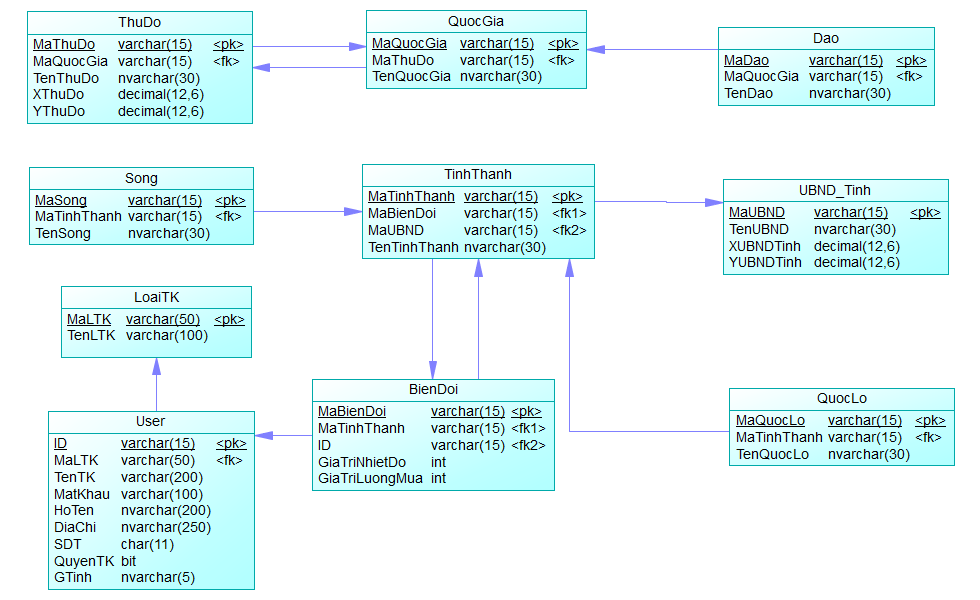 ThuDo
MaThuDo varchar(15) <pk>
MaQuocGia varchar(15) <fk>
TenThuDo nvarchar(30)
XThuDo decimal(12,6)
YThuDo decimal(12,6)
QuocGia
MaQuocGia varchar(15) <pk>
MaThuDo varchar(15) <fk>
TenQuocGia nvarchar(30)
Dao
MaDao varchar(15) <pk>
MaQuocGia varchar(15) <fk>
TenDao nvarchar(30)
Song
MaSong varchar(15) <pk>
MaTinhThanh varchar(15) <fk>
TenSong nvarchar(30)
TinhThanh
MaTinhThanh varchar(15) <pk>
MaBienDoi varchar(15) <fk1>
MaUBND varchar(15) <fk2>
TenTinhThanh nvarchar(30)
UBND_Tinh
MaUBND varchar(15) <pk>
TenUBND nvarchar(30)
XUBNDTinh decimal(12,6)
YUBNDTinh decimal(12,6)
LoaiTK
MaLTK varchar(50) <pk>
TenLTK varchar(100)
User
ID varchar(15) <pk>
MaLTK varchar(50) <fk>
TenTK varchar(200)
MatKhau varchar(100)
HoTen nvarchar(200)
DiaChi nvarchar(250)
SDT char(11)
QuyenTK bit
GTinh nvarchar(5)
BienDoi
MaBienDoi varchar(15) <pk>
MaTinhThanh varchar(15) <fk1>
ID varchar(15) <fk2>
GiaTriNhietDo int
GiaTriLuongMua int
QuocLo
MaQuocLo varchar(15) <pk>
MaTinhThanh varchar(15) <fk>
TenQuocLo nvarchar(30)